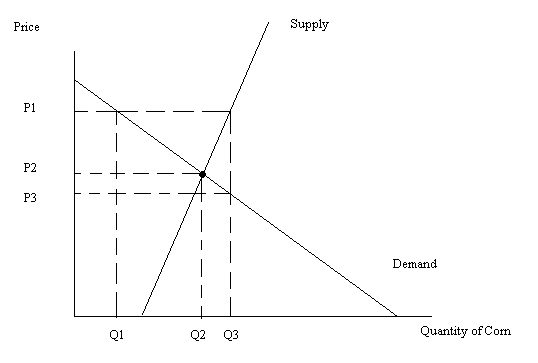 Supply
Price
P1
P2
P3
Demand
Q1
Q2
Q3
Quantity of Corn